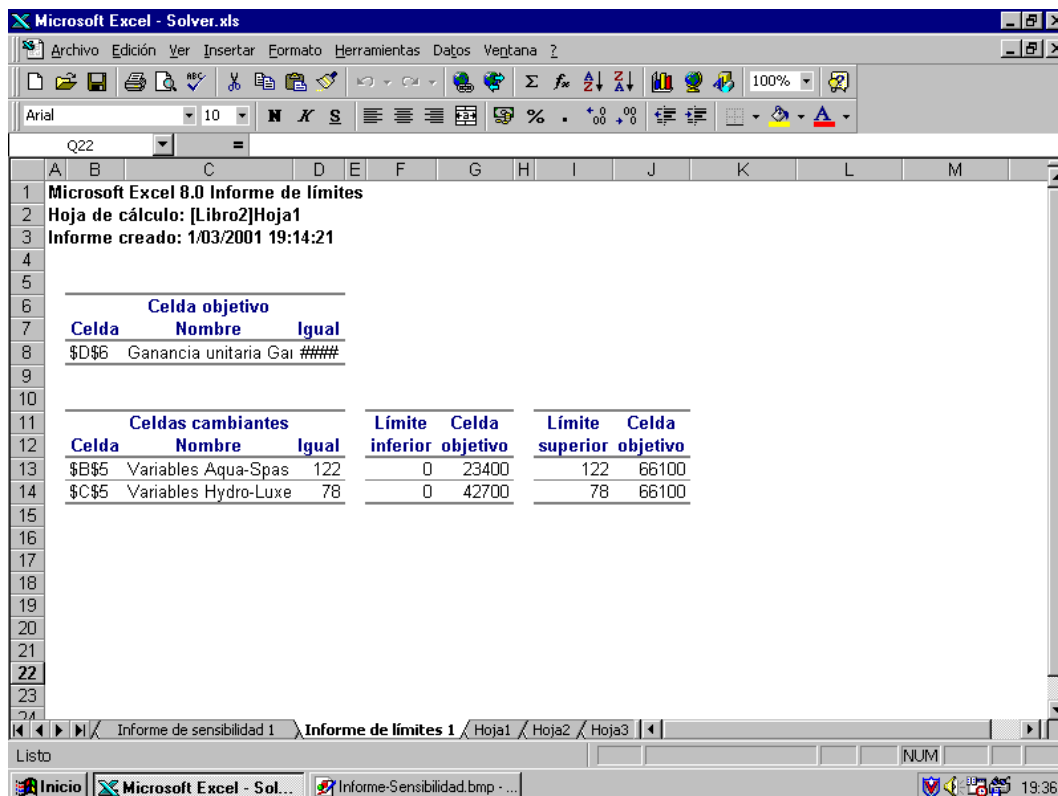 Microsoft Excel - Solver.xls
Archivo Edición Ver Insertar Formato Herramientas Datos Ventana ?
100%
Arial 10 N K S
Q22 =
A B C D E F G H I J K L M
1 Microsoft Excel 8.0 Informe de límites
2 Hoja de cálculo: [Libro2]Hoja1
3 Informe creado: 1/03/2001 19:14:21
4
5
6 Celda objetivo
7 Celda Nombre Igual
8 $D$6 Ganancia unitaria Gai ####
9
10
11 Celdas cambiantes Límite Celda Límite Celda
12 Celda Nombre Igual inferior objetivo superior objetivo
13 $B$5 Variables Aqua-Spas 122 0 23400 122 66100
14 $C$5 Variables Hydro-Luxe 78 0 42700 78 66100
15
16
17
18
19
20
21
22
23
24
Informe de sensibilidad 1 Informe de límites 1 Hoja1 Hoja2 Hoja3
Listo NUM
Inicio Microsoft Excel - Sol... Informe-Sensibilidad.bmp - ... 19:36